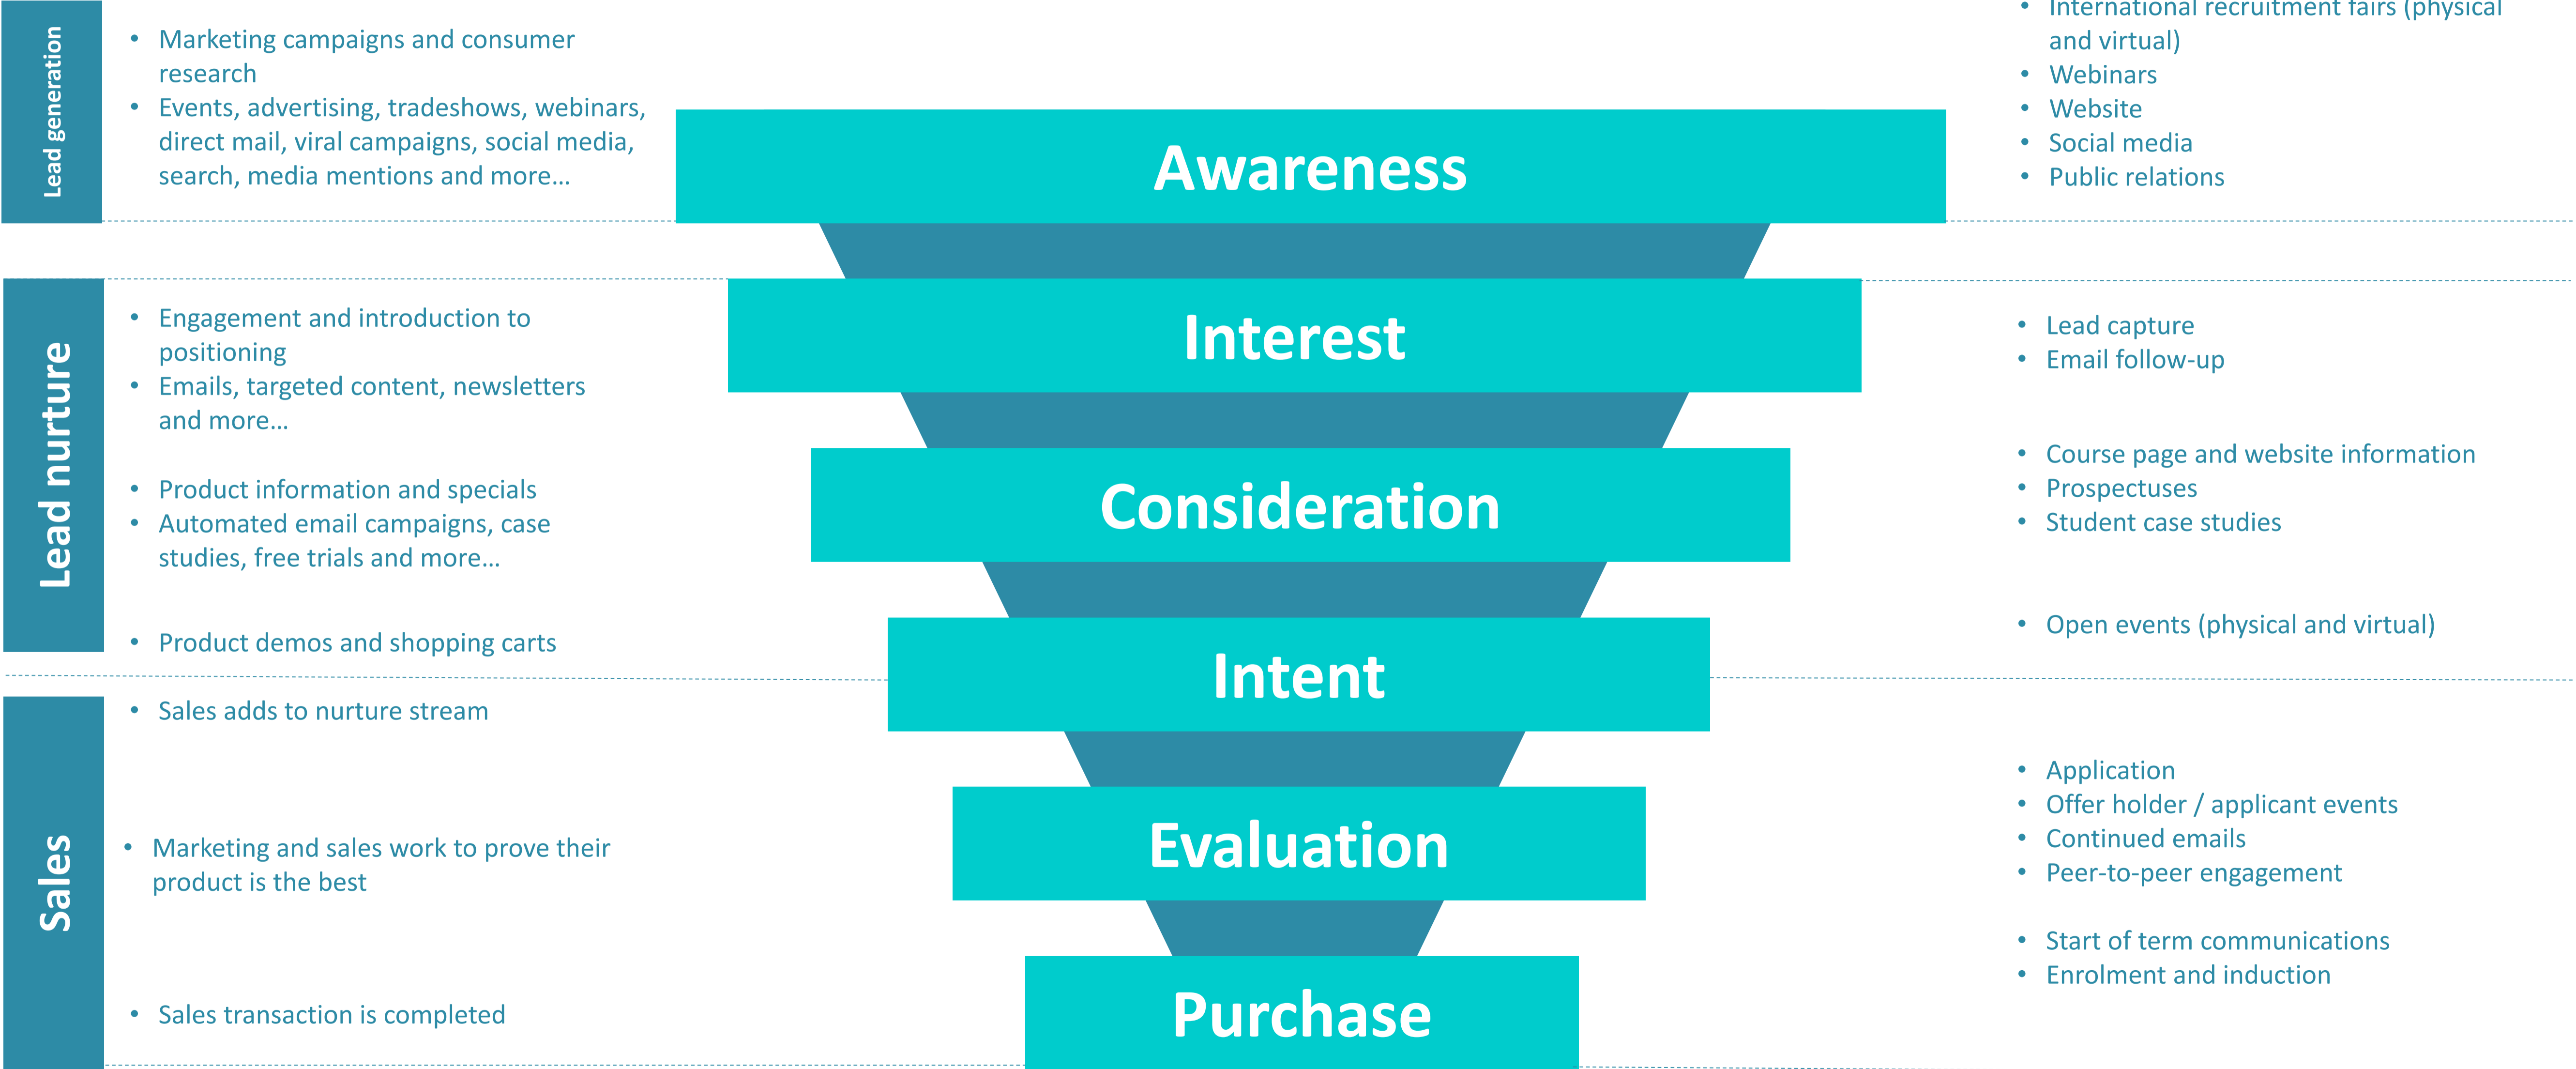 Lead generation
• Marketing campaigns and consumer
research
• Events, advertising, tradeshows, webinars,
direct mail, viral campaigns, social media,
search, media mentions and more...
Awareness
• International recruitment fairs (physical
and virtual)
• Webinars
• Website
• Social media
• Public relations
Lead nurture
• Engagement and introduction to
positioning
• Emails, targeted content, newsletters
and more...
Interest
• Lead capture
• Email follow-up
• Product information and specials
• Automated email campaigns, case
studies, free trials and more...
Consideration
• Course page and website information
• Prospectuses
• Student case studies
• Product demos and shopping carts
Intent
• Open events (physical and virtual)
Sales
• Sales adds to nurture stream
• Marketing and sales work to prove their
product is the best
Evaluation
• Application
• Offer holder / applicant events
• Continued emails
• Peer-to-peer engagement
• Sales transaction is completed
Purchase
• Start of term communications
• Enrolment and induction